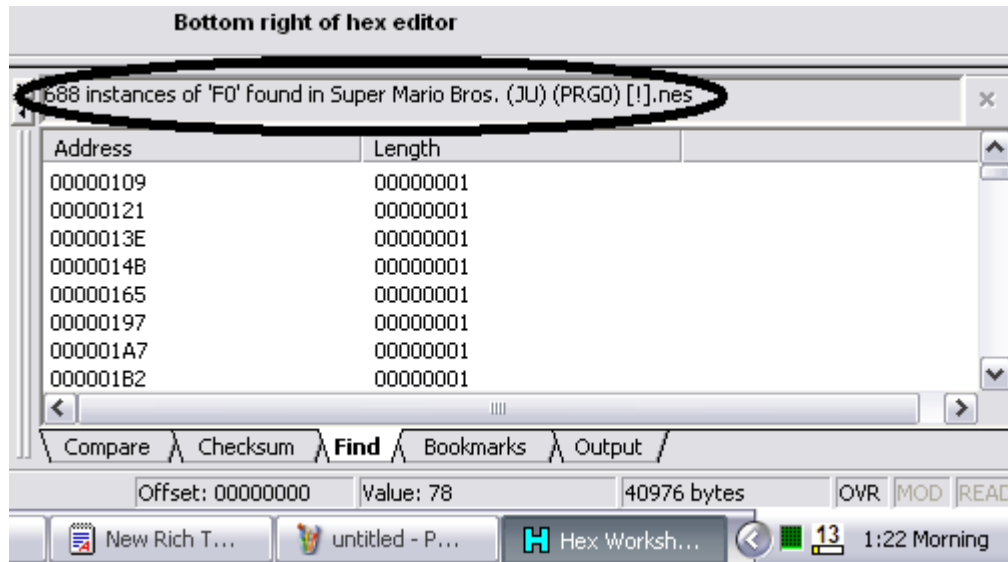 Bottom right of hex editor
688 instances of 'F0' found in Super Mario Bros. (JU) (PRG0) [!].nes
Address Length
00000109 00000001
00000121 00000001
0000013E 00000001
0000014B 00000001
00000165 00000001
00000197 00000001
000001A7 00000001
000001B2 00000001
Compare Checksum Find Bookmarks Output
Offset: 00000000 Value: 78 40976 bytes OVR MOD READ
New Rich T... untitled - P... Hex Worksh... 13 1:22 Morning